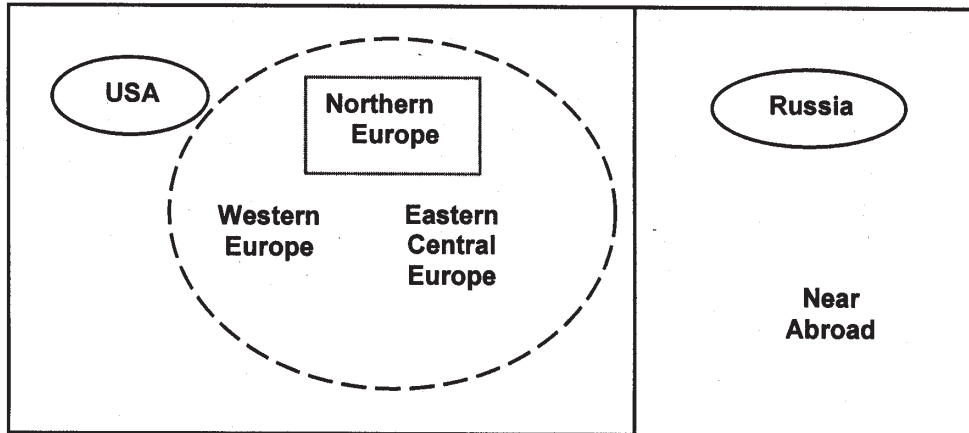 USA
Northern
Europe
Western
Europe
Eastern
Central
Europe
Russia
Near
Abroad